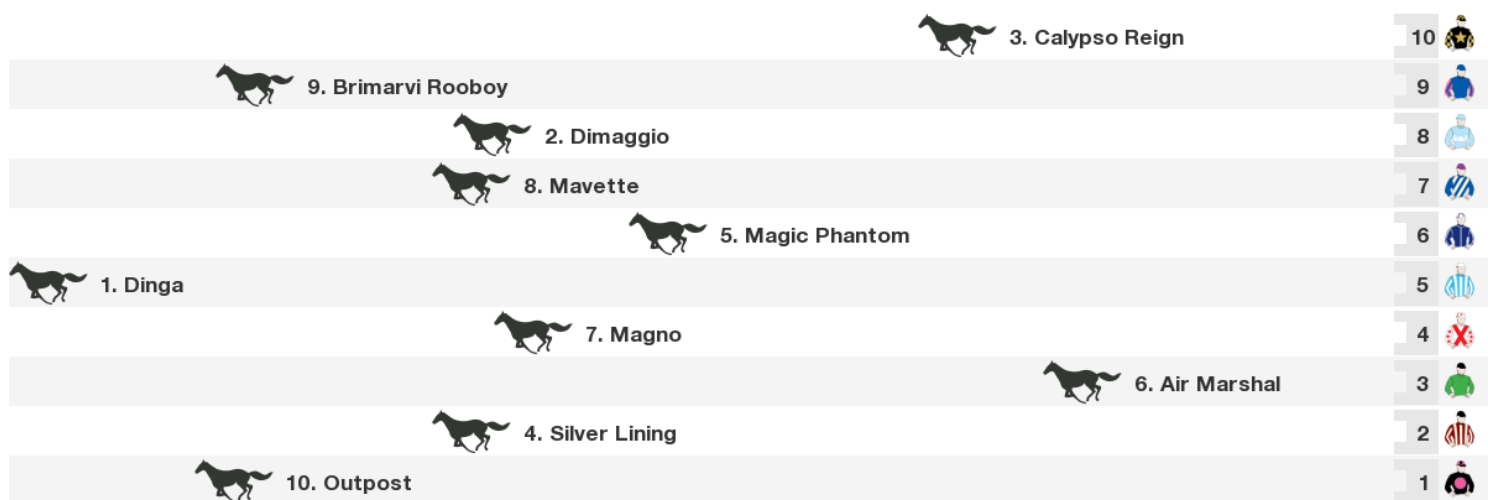 3. Calypso Reign 10
9. Brimarvi Rooboy 9
2. Dimaggio 8
8. Mavette 7
5. Magic Phantom 6
1. Dinga 5
7. Magno 4
6. Air Marshal 3
4. Silver Lining 2
10. Outpost 1